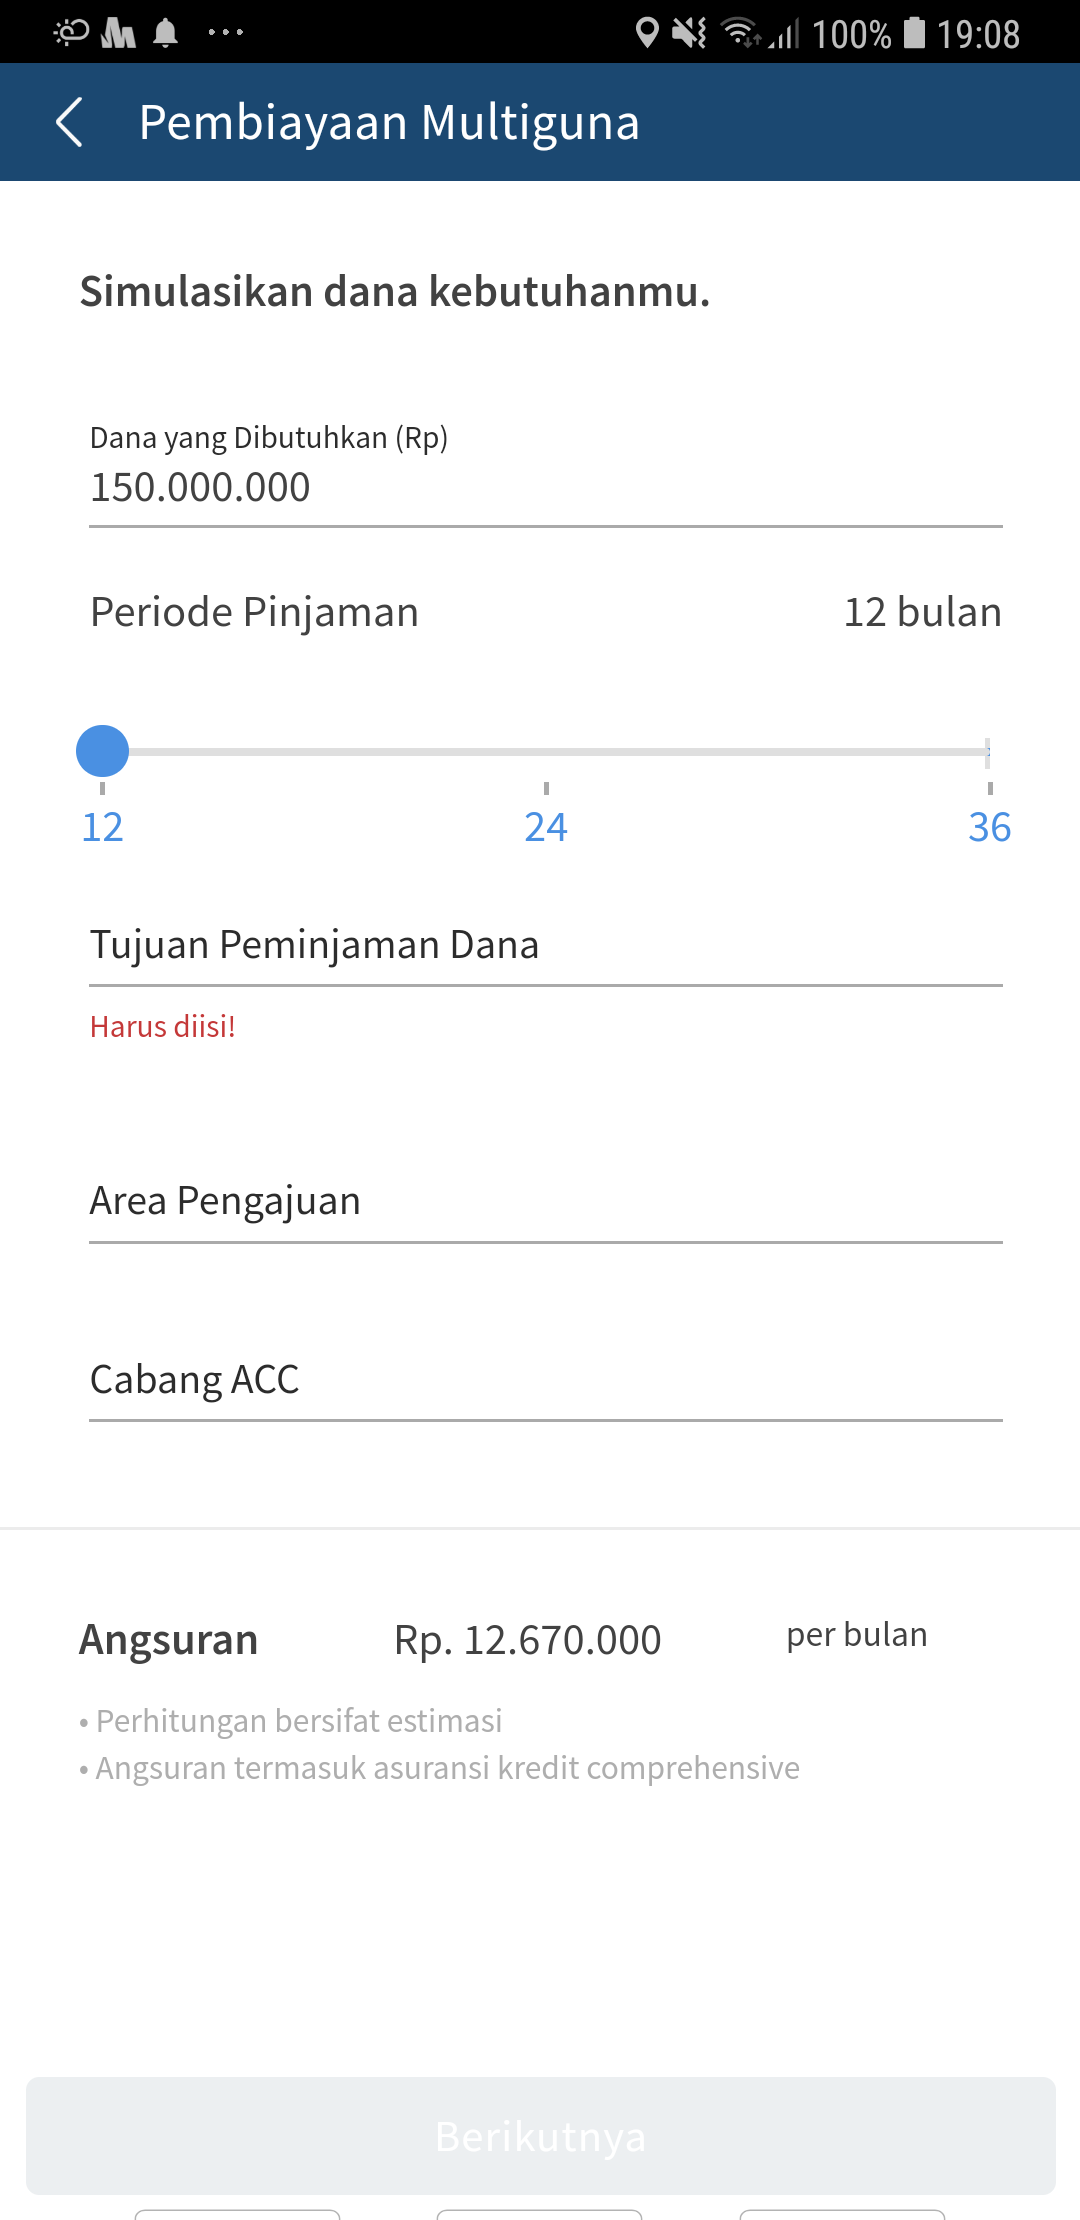 100% 19:08
Pembiayaan Multiguna
Simulasikan dana kebutuhanmu.
Dana yang Dibutuhkan (Rp)
150.000.000
Periode Pinjaman 12 bulan
12 24 36
Tujuan Peminjaman Dana
Harus diisi!
Area Pengajuan
Cabang ACC
Angsuran Rp. 12.670.000 per bulan
• Perhitungan bersifat estimasi
• Angsuran termasuk asuransi kredit comprehensive
Berikutnya